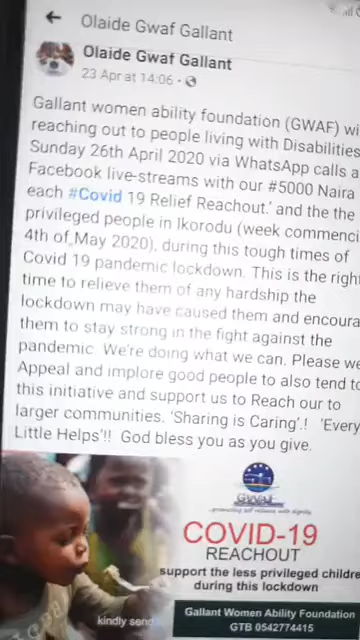 Olaide Gwaf Gallant
Olaide Gwaf Gallant
23 Apr at 14:06 ·
Gallant women ability foundation (GWAF) wi
reaching out to people living with Disabilities
Sunday 26th April 2020 via WhatsApp calls a
Facebook live-streams with our #5000 Naira
each #Covid 19 Relief Reachout.' and the the
privileged people in Ikorodu (week commenci
4th of May 2020), during this tough times of
Covid 19 pandemic lockdown. This is the right
time to relieve them of any hardship the
lockdown may have caused them and encoura
them to stay strong in the fight against the
pandemic. We're doing what we can. Please we
Appeal and implore good people to also tend to
this initiative and support us to Reach our to
larger communities. 'Sharing is Caring'.! 'Every
Little Helps'!! God bless you as you give.
GWAF
COVID-19
REACHOUT
support the less privileged childre
during this lockdown
kindly send
Gallant Women Ability Foundation
GTB 0542774415